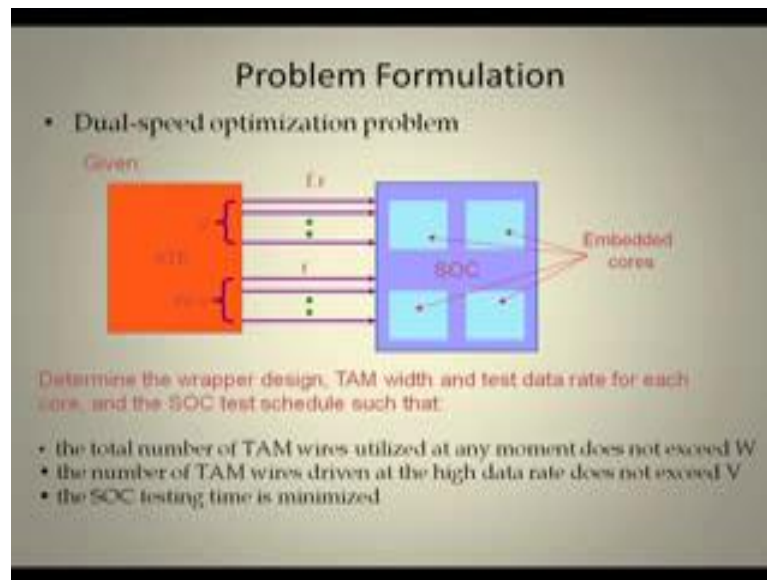 Problem Formulation
• Dual-speed optimization problem
Given
f.r
V
ATE
f
W-V
SOC
Embedded
cores
Determine the wrapper design, TAM width and test data rate for each
core, and the SOC test schedule such that:
• the total number of TAM wires utilized at any moment does not exceed W
• the number of TAM wires driven at the high data rate does not exceed V
• the SOC testing time is minimized